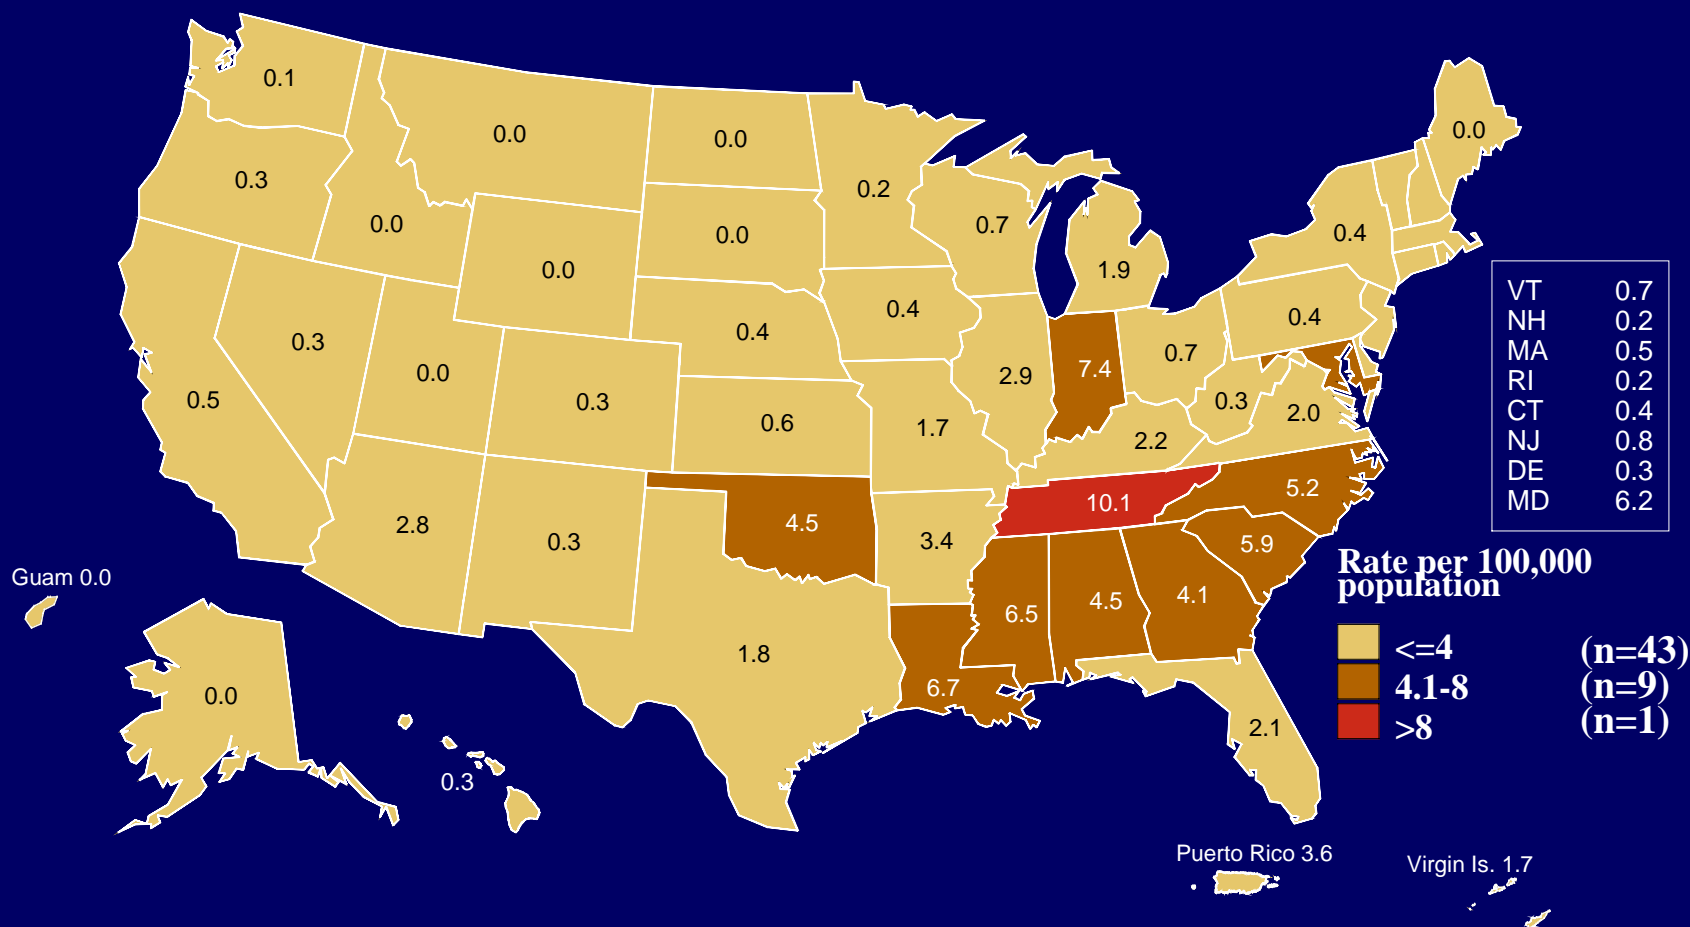 0.1
0.0
0.0
0.0
0.3
0.2
0.7
0.0
0.0
0.4
0.0
1.9
0.4
0.4
0.4
0.3
0.0
0.7
7.4
2.9
0.5
0.3
0.6
1.7
0.3
2.0
2.2
2.8
0.3
4.5
10.1
5.2
3.4
5.9
6.5
4.5
4.1
1.8
6.7
2.1
VT 0.7
NH 0.2
MA 0.5
RI 0.2
CT 0.4
NJ 0.8
DE 0.3
MD 6.2
Rate per 100,000
population
<=4 (n=43)
4.1-8 (n=9)
>8 (n=1)
Guam 0.0
0.0
0.3
Puerto Rico 3.6
Virgin Is. 1.7